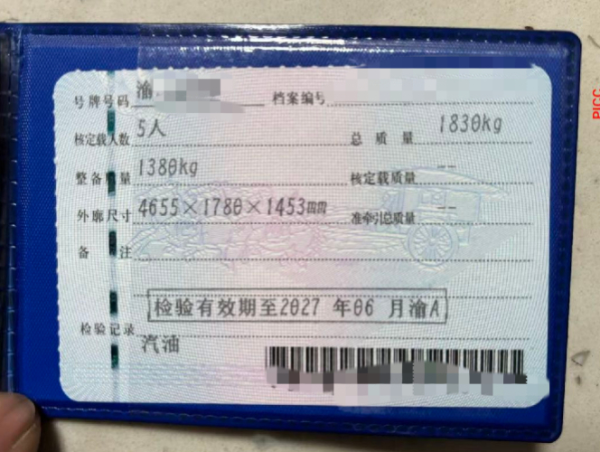 号牌号码 渝 档案编号
核定载人数 5人 总质量 1830kg
整备质量 1380kg 核定载质量 --
外廓尺寸 4655×1780×1453mm 准牵引总质量 --
备注
检验有效期至2027 年06 月渝A
检验记录
汽油
PICC